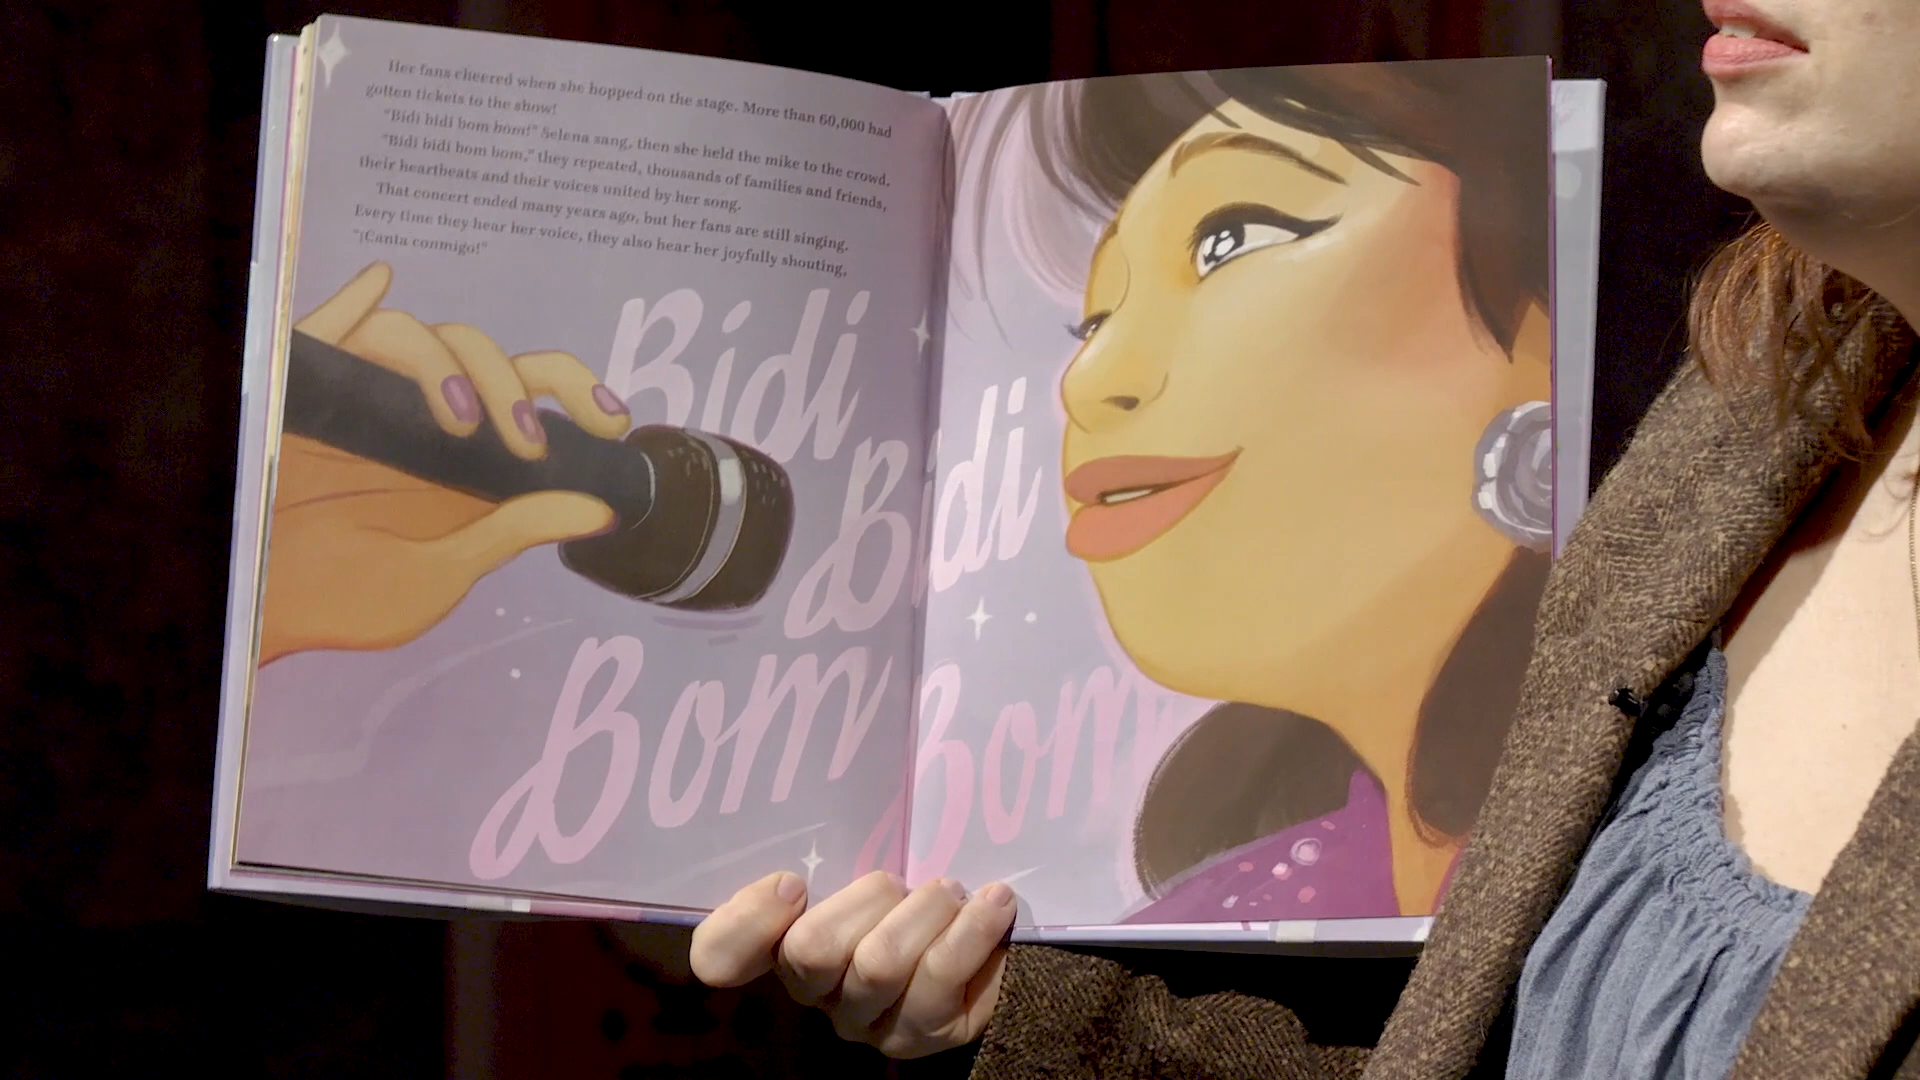 Her fans cheered when she hopped on the stage. More than 60,000 had
gotten tickets to the show!
"Bidi bidi bom bom!" Selena sang, then she held the mike to the crowd.
"Bidi bidi bom bom," they repeated, thousands of families and friends,
their heartbeats and their voices united by her song.
That concert ended many years ago, but her fans are still singing.
Every time they hear her voice, they also hear her joyfully shouting,
"¡Canta conmigo!"
Bidi
Bidi
Bom Bom